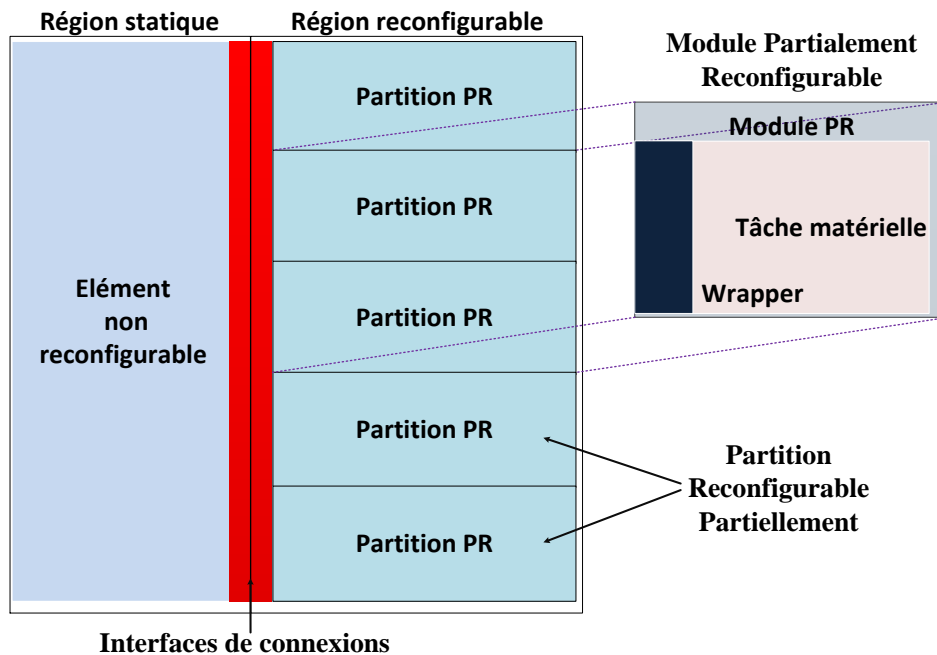 Région statique
Région reconfigurable
Elément
non
reconfigurable
Partition PR
Partition PR
Partition PR
Partition PR
Partition PR
Module Partialement
Reconfigurable
Module PR
Tâche matérielle
Wrapper
Partition
Reconfigurable
Partiellement
Interfaces de connexions